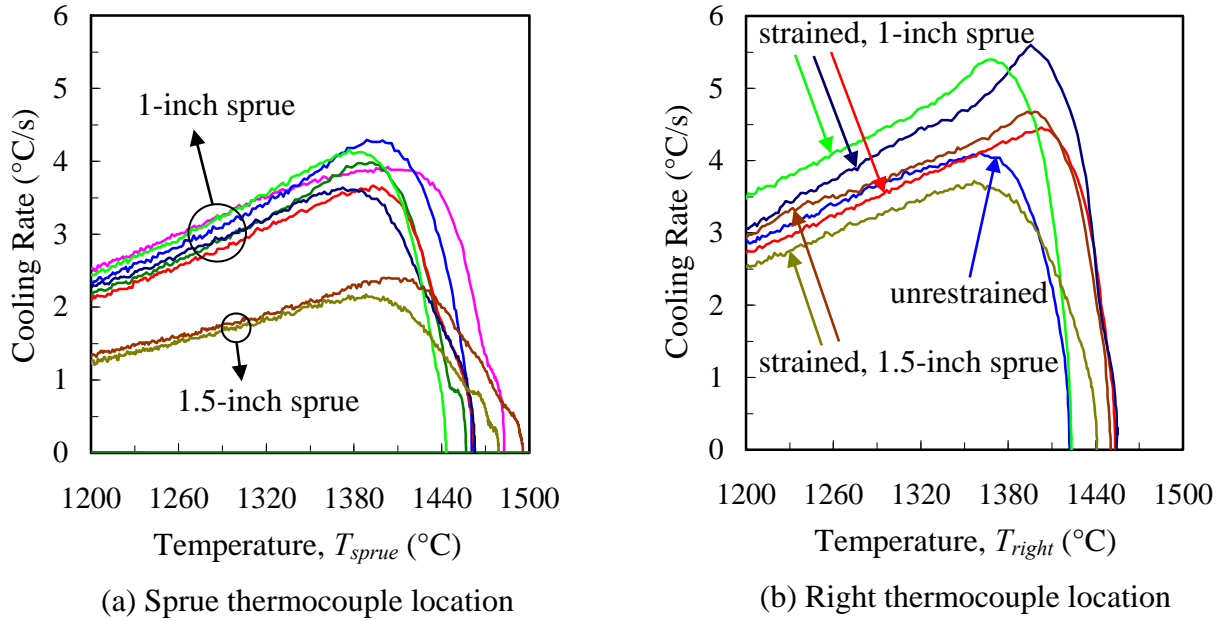 6
5
4
3
2
1
0
Cooling Rate (°C/s)
1-inch sprue
1.5-inch sprue
1200 1260 1320 1380 1440 1500
Temperature, Tsprue (°C)
(a) Sprue thermocouple location
6
5
4
3
2
1
0
Cooling Rate (°C/s)
strained, 1-inch sprue
unrestrained
strained, 1.5-inch sprue
1200 1260 1320 1380 1440 1500
Temperature, Tright (°C)
(b) Right thermocouple location